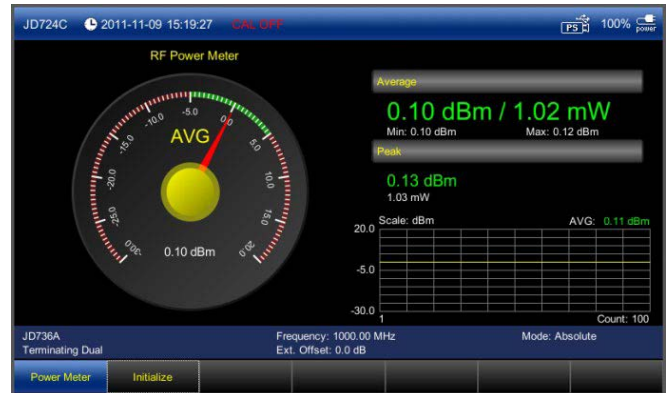 JD724C 2011-11-09 15:19:27 CAL OFF PS 100% power
RF Power Meter
Average
0.10 dBm / 1.02 mW
Min: 0.10 dBm Max: 0.12 dBm
Peak
0.13 dBm
1.03 mW
-30.0
-25.0
-20.0
-15.0
-10.0
-5.0
0.0
5.0
10.0
15.0
20.0
AVG
0.10 dBm
Scale: dBm AVG: 0.11 dBm
20.0
-5.0
-30.0
1 Count: 100
JD736A Frequency: 1000.00 MHz Mode: Absolute
Terminating Dual Ext. Offset: 0.0 dB
Power Meter Initialize